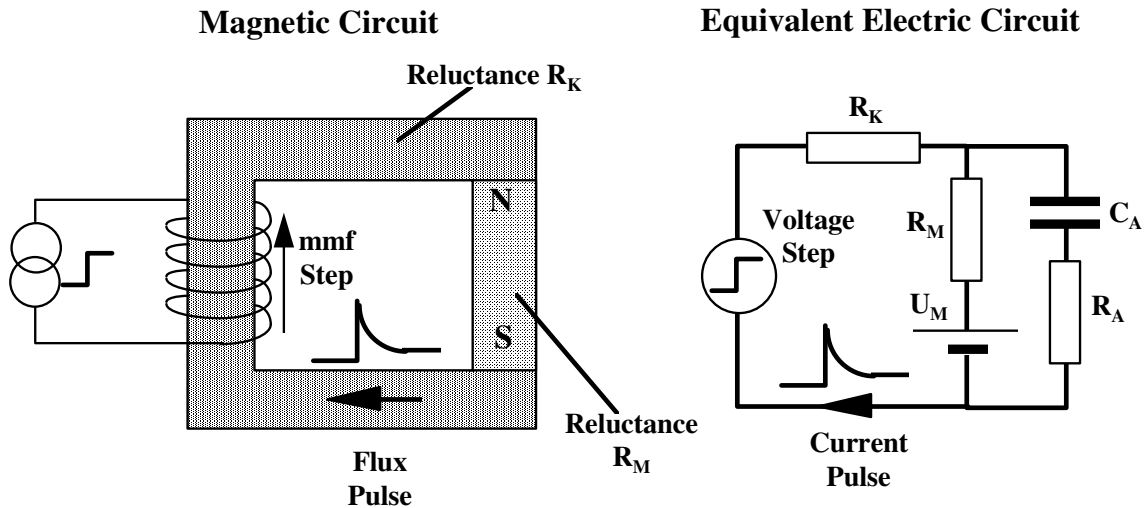 Magnetic Circuit
Reluctance R_K
N
mmf
Step
S
Reluctance
R_M
Flux
Pulse
Equivalent Electric Circuit
R_K
Voltage
Step
R_M
C_A
U_M
R_A
Current
Pulse